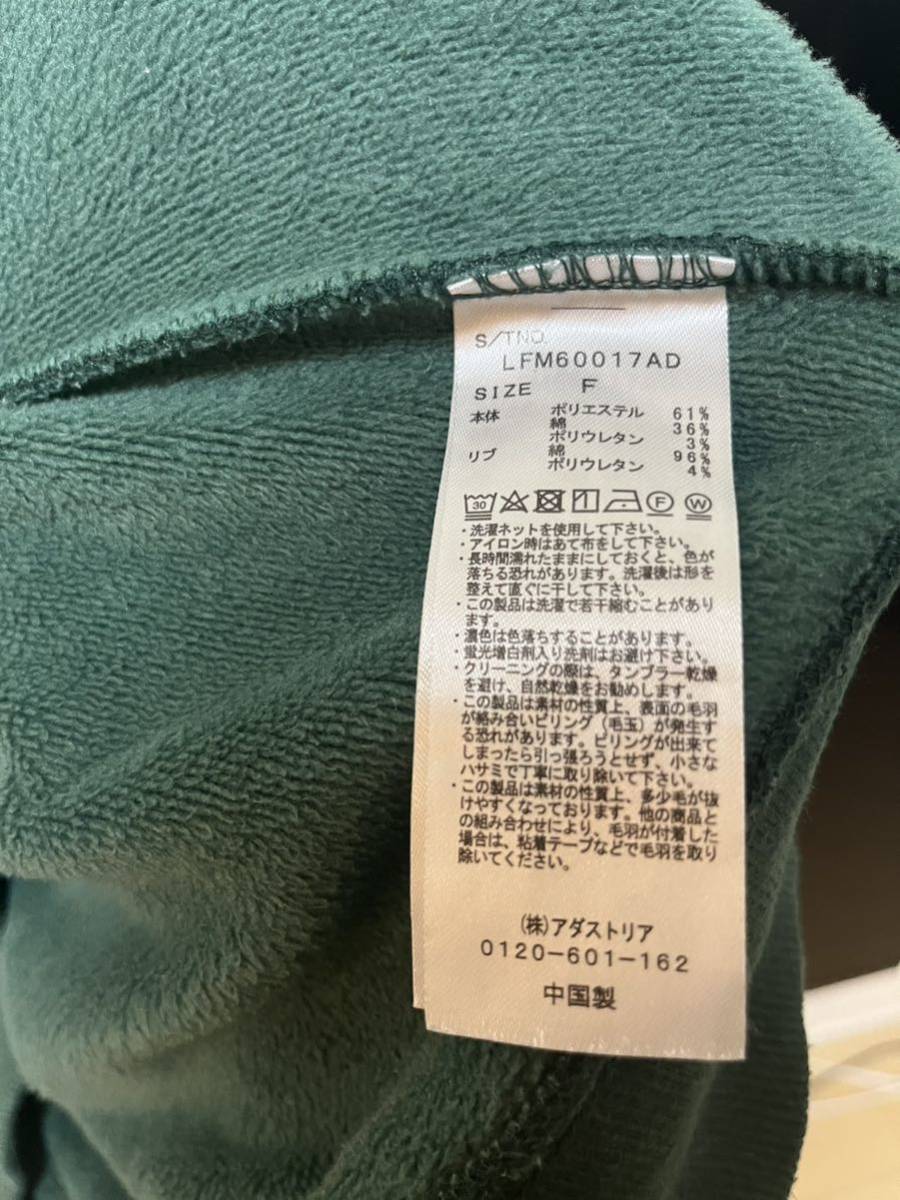 S/TNO.
LFM60017AD
SIZE F
本体 ポリエステル 61%
綿 36%
ポリウレタン 3%
リブ 綿 96%
ポリウレタン 4%
30 F W
・洗濯ネットを使用して下さい。
・アイロン時はあて布をして下さい。
・長時間濡れたままにしておくと、色が
落ちる恐れがあります。洗濯後は形を
整えて直ぐに干して下さい。
・この製品は洗濯で若干縮むことがあり
ます。
・濃色は色落ちすることがあります。
・蛍光増白剤入り洗剤はお避け下さい。
・クリーニングの際は、タンブラー乾燥
を避け、自然乾燥をお勧めします。
・この製品は素材の性質上、表面の毛羽
が絡み合いピリング(毛玉)が発生す
る恐れがあります。ピリングが出来て
しまったら引っ張ろうとせず、小さな
ハサミで丁寧に取り除いて下さい。
・この製品は素材の性質上、多少毛が抜
けやすくなっております。他の商品と
の組み合わせにより、毛羽が付着した
場合は、粘着テープなどで毛羽を取り
除いてください。
(株)アダストリア
0120-601-162
中国製